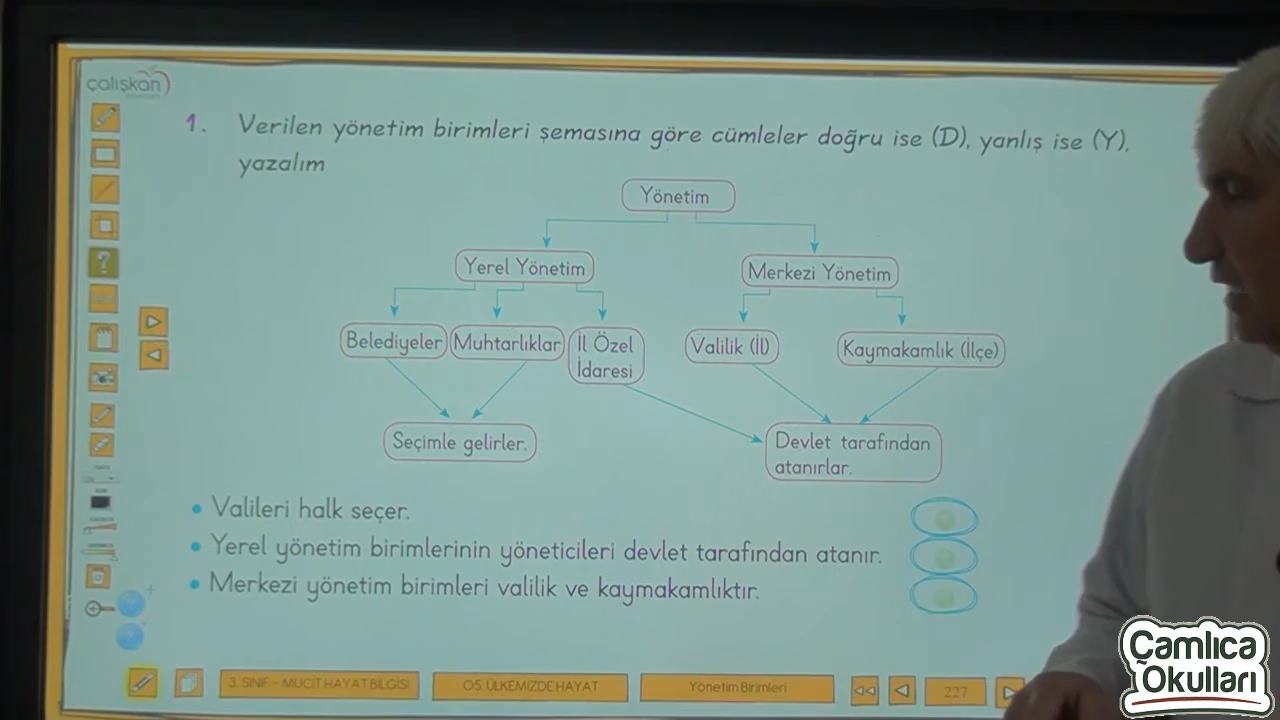 çalışkan
1. Verilen yönetim birimleri şemasına göre cümleler doğru ise (D), yanlış ise (Y),
yazalım
Yönetim
Yerel Yönetim
Merkezi Yönetim
Belediyeler
Muhtarlıklar
İl Özel
İdaresi
Valilik (İl)
Kaymakamlık (İlçe)
Seçimle gelirler.
Devlet tarafından
atanırlar.
• Valileri halk seçer.
• Yerel yönetim birimlerinin yöneticileri devlet tarafından atanır.
• Merkezi yönetim birimleri valilik ve kaymakamlıktır.
3. SINIF - MUCİT HAYAT BİLGİSİ
05. ÜLKEMİZDE HAYAT
Yönetim Birimleri
227
Çamlıca
Okulları